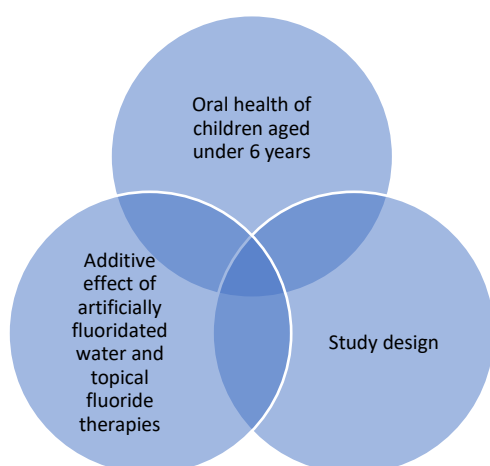 Oral health of
children aged
under 6 years
Additive
effect of
artificially
fluoridated
water and
topical
fluoride
therapies
Study design